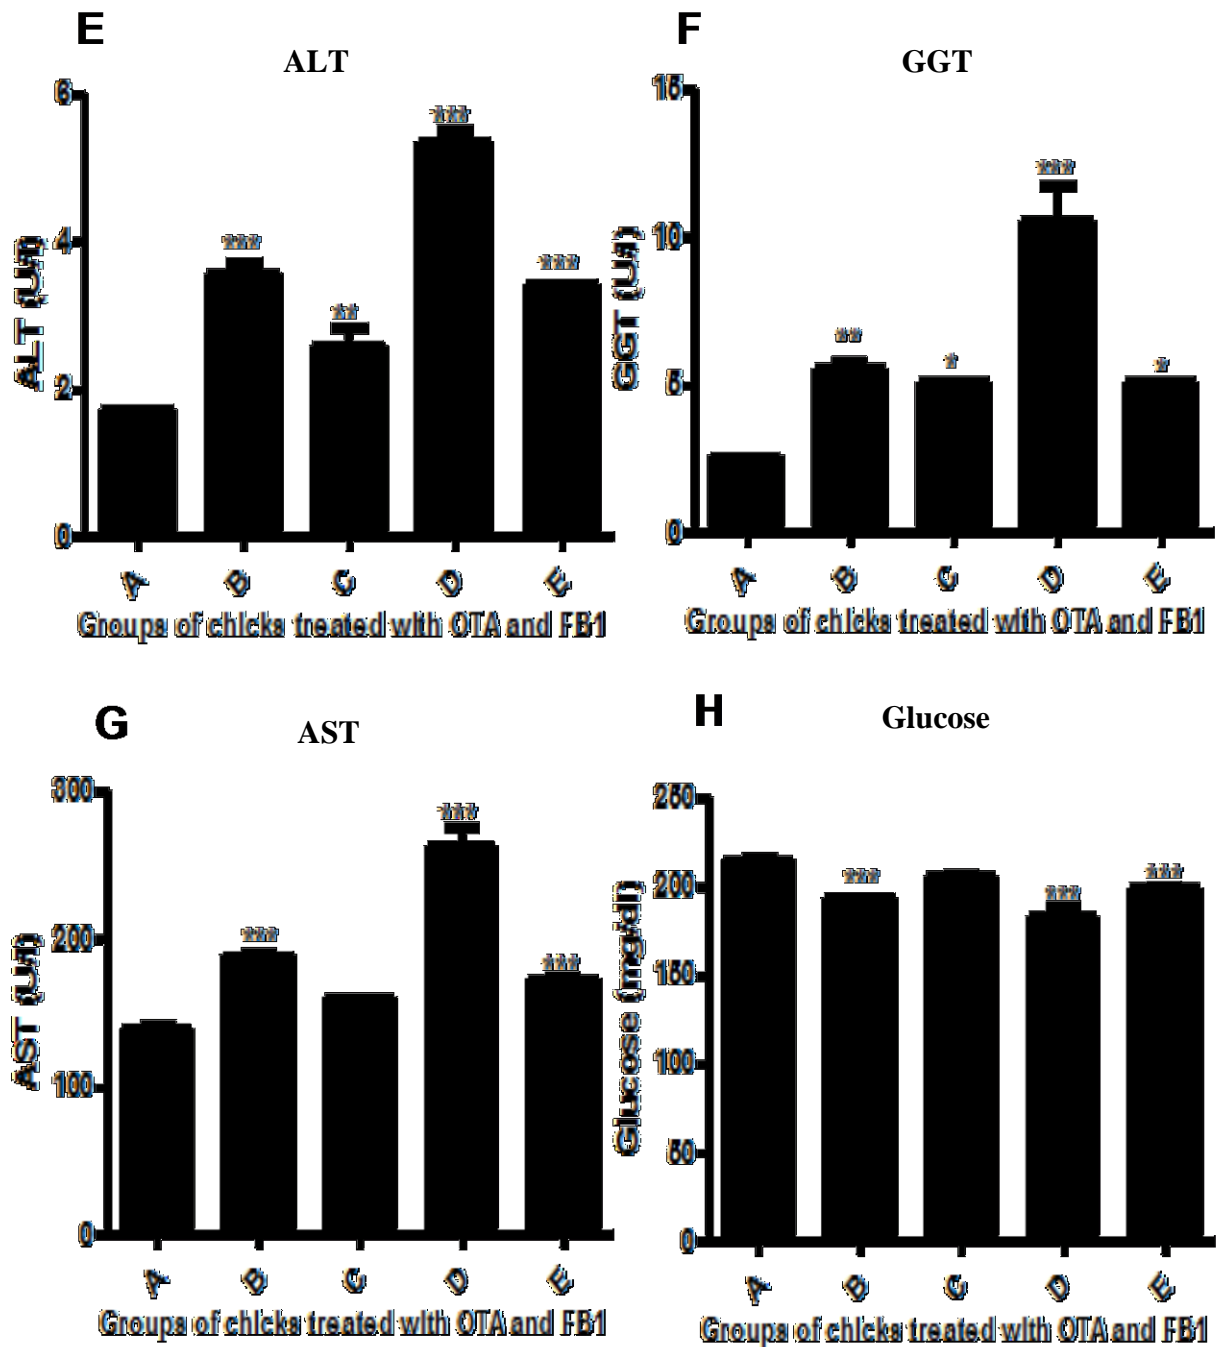 E
ALT
6
4
2
0
ALT (U/l)
***
***
**
***
***
A B C D E
Groups of chicks treated with OTA and FB1
F
GGT
15
10
5
0
GGT (U/l)
***
**
*
*
A B C D E
Groups of chicks treated with OTA and FB1
G
AST
300
200
100
0
AST (U/l)
***
***
***
A B C D E
Groups of chicks treated with OTA and FB1
H
Glucose
250
200
150
100
50
0
Glucose (mg/dl)
***
***
***
A B C D E
Groups of chicks treated with OTA and FB1